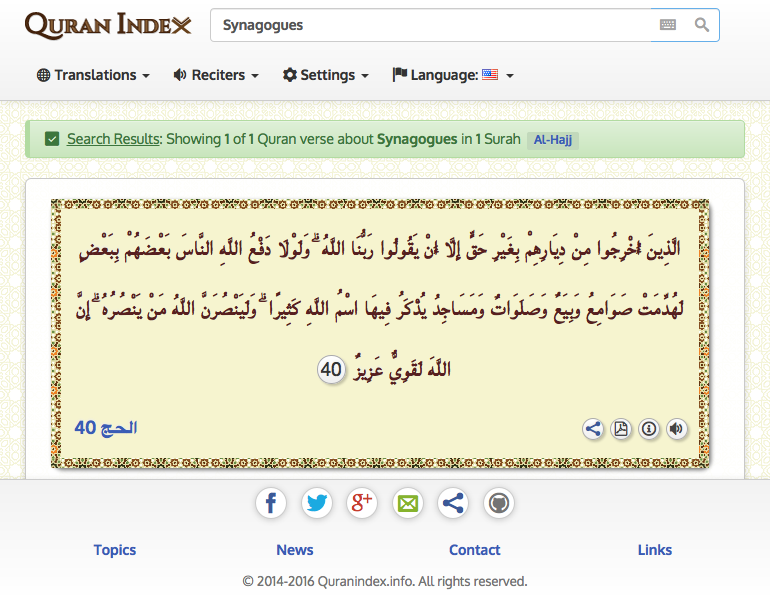 QURAN INDEX
Synagogues
Translations
Reciters
Settings
Language:
Search Results: Showing 1 of 1 Quran verse about Synagogues in 1 Surah Al-Hajj
الَّذِينَ أُخْرِجُوا مِنْ دِيَارِهِمْ بِغَيْرِ حَقٍّ إِلَّا أَنْ يَقُولُوا رَبُّنَا اللَّهُ ۗ وَلَوْلَا دَفْعُ اللَّهِ النَّاسَ بَعْضَهُمْ بِبَعْضٍ
لَهُدِّمَتْ صَوَامِعُ وَبِيَعٌ وَصَلَوَاتٌ وَمَسَاجِدُ يُذْكَرُ فِيهَا اسْمُ اللَّهِ كَثِيرًا ۗ وَلَيَنْصُرَنَّ اللَّهُ مَنْ يَنْصُرُهُ ۗ إِنَّ
اللَّهَ لَقَوِيٌّ عَزِيزٌ 40
الحج 40
Topics
News
Contact
Links
© 2014-2016 Quranindex.info. All rights reserved.